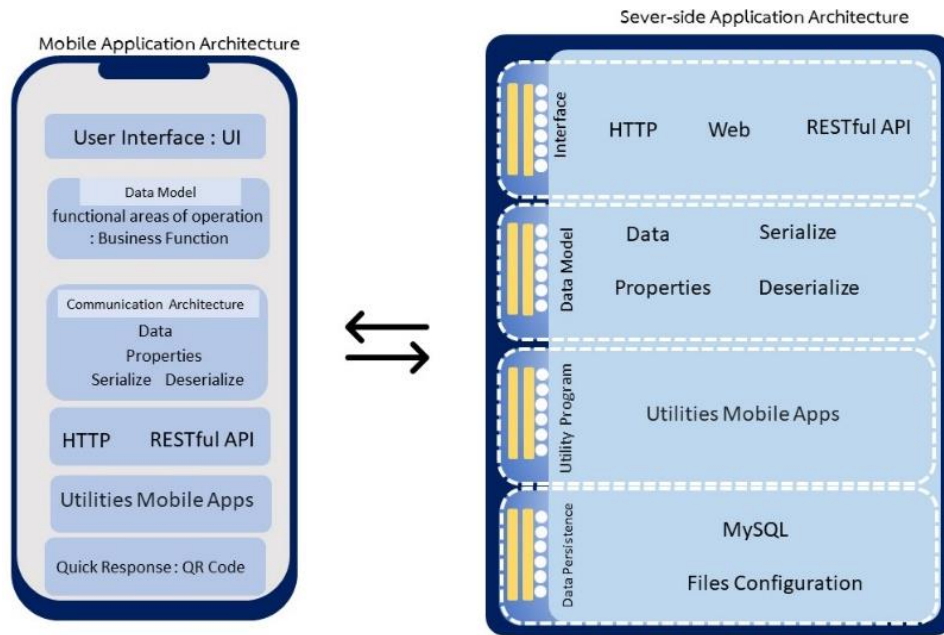 Mobile Application Architecture
User Interface : UI
Data Model
functional areas of operation
: Business Function
Communication Architecture
Data
Properties
Serialize Deserialize
HTTP RESTful API
Utilities Mobile Apps
Quick Response : QR Code
Sever-side Application Architecture
Interface
HTTP Web RESTful API
Data Model
Data Serialize
Properties Deserialize
Utility Program
Utilities Mobile Apps
Data Persistence
MySQL
Files Configuration